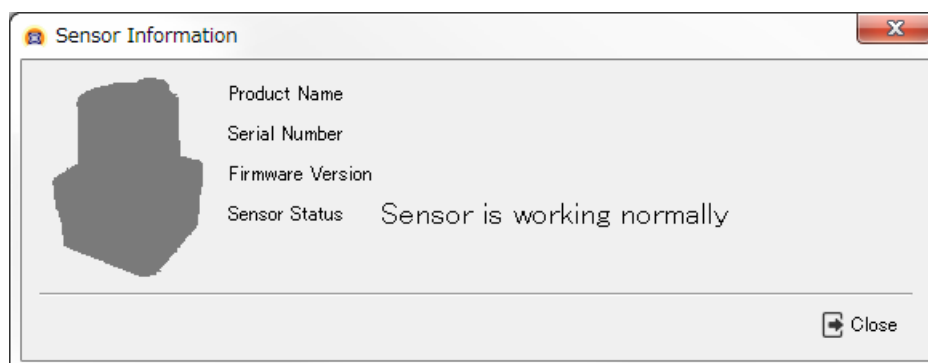 Sensor Information
Product Name
Serial Number
Firmware Version
Sensor Status Sensor is working normally
Close